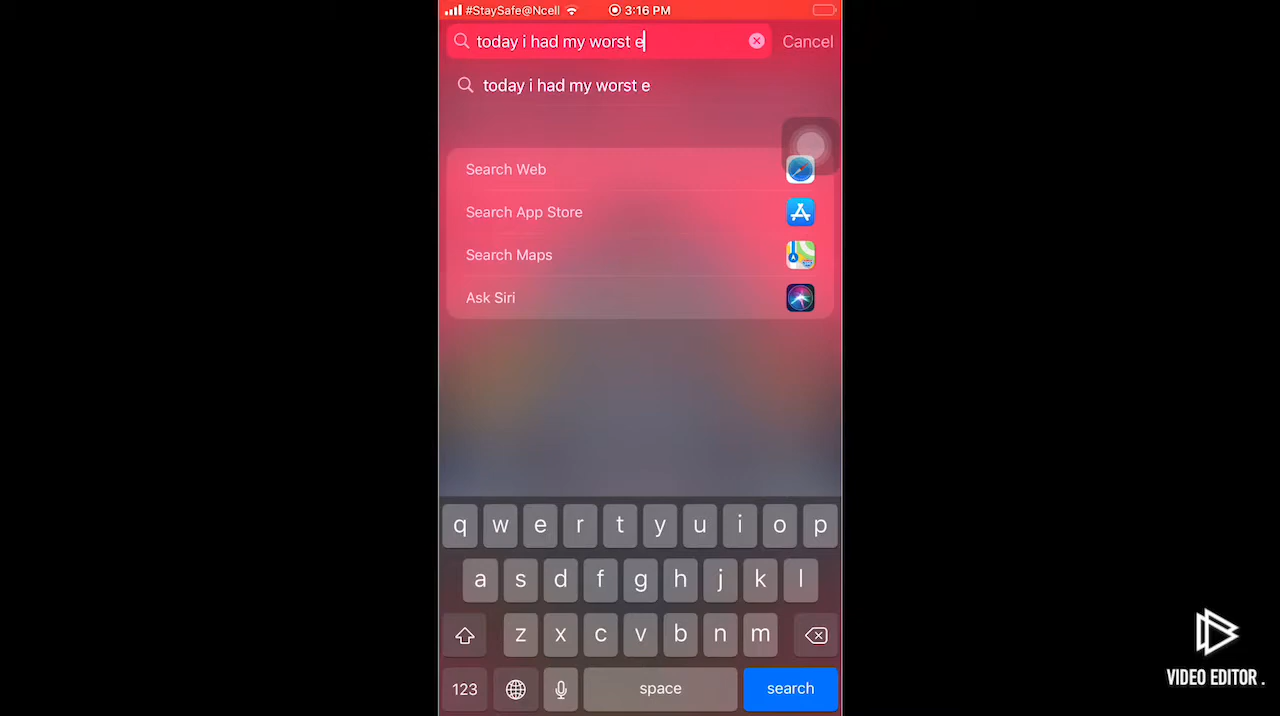 #StaySafe@Ncell 3:16 PM
today i had my worst e Cancel
today i had my worst e
Search Web
Search App Store
Search Maps
Ask Siri
q w e r t y u i o p
a s d f g h j k l
z x c v b n m
123 space search
VIDEO EDITOR .